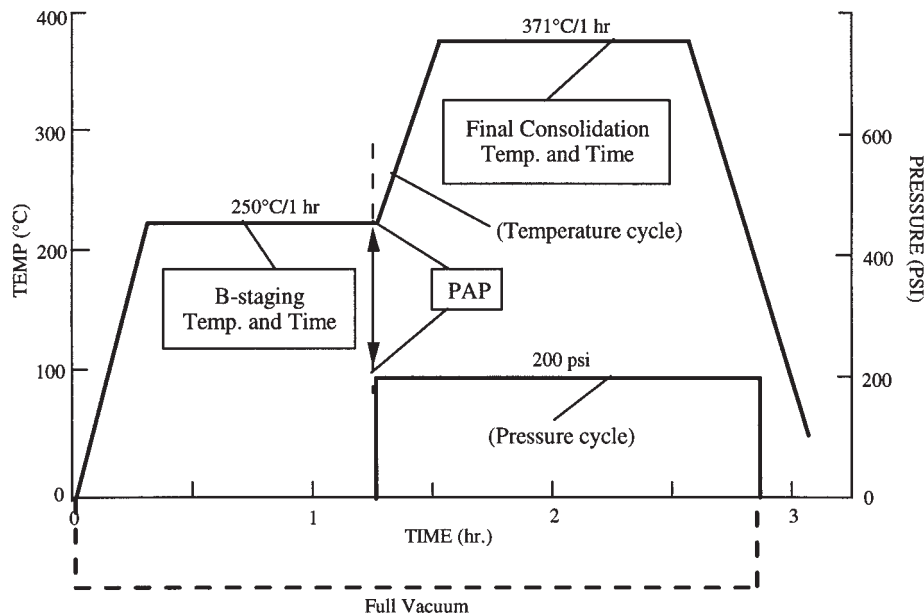 400
371°C/1 hr
300
Final Consolidation
Temp. and Time
600
250°C/1 hr
(Temperature cycle)
TEMP (°C)
PRESSURE (PSI)
200
400
B-staging
Temp. and Time
PAP
100
200 psi
200
(Pressure cycle)
0
0
0
1
2
3
TIME (hr.)
Full Vacuum